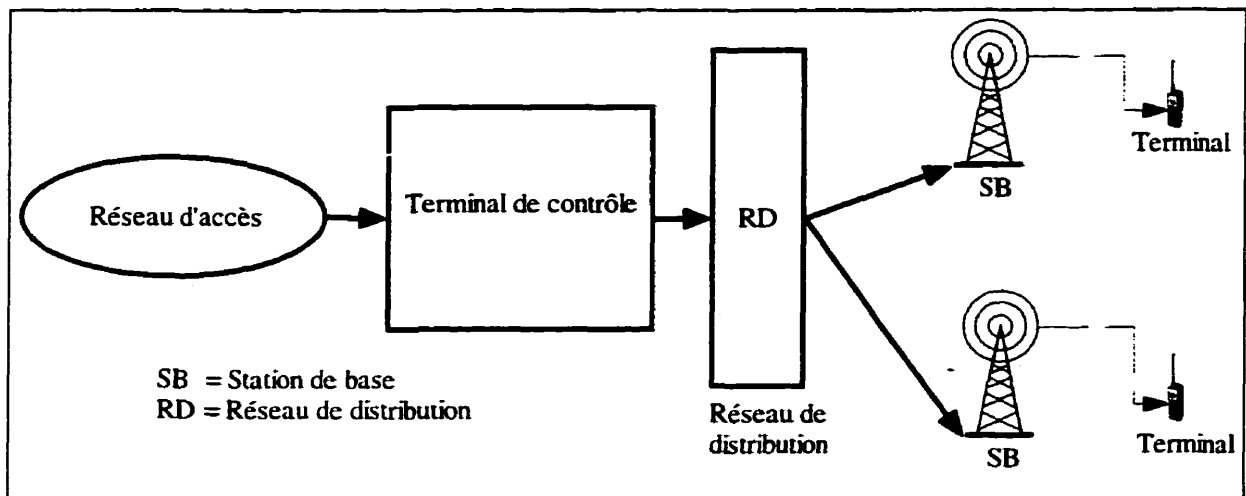 Réseau d'accès
Terminal de contrôle
RD
SB
Terminal
SB = Station de base
RD = Réseau de distribution
Réseau de
distribution
SB
Terminal